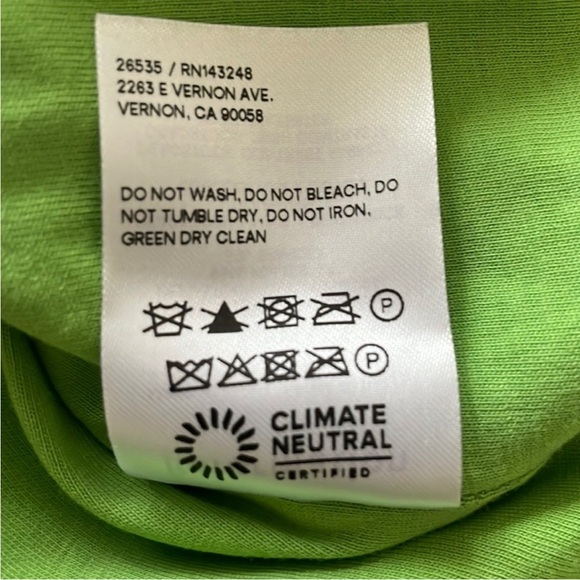 26535 / RN143248
2263 E VERNON AVE.
VERNON, CA 90058
DO NOT WASH, DO NOT BLEACH, DO
NOT TUMBLE DRY, DO NOT IRON,
GREEN DRY CLEAN
P
P
CLIMATE
NEUTRAL
CERTIFIED